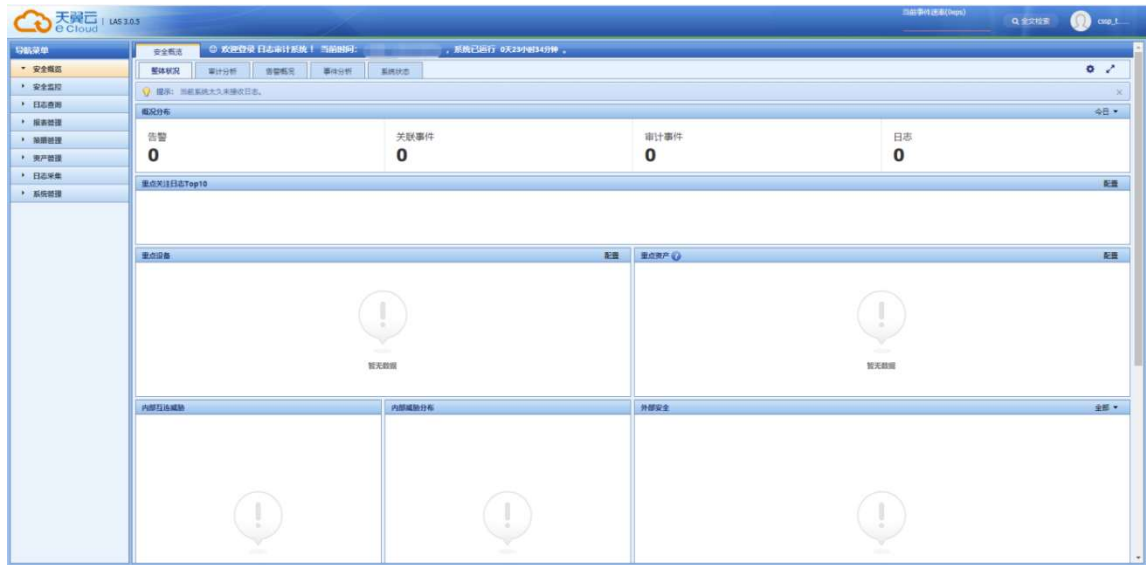 天翼云 | LAS 3.0.3
e Cloud
当前事件速率(0eps)
全文检索
导航菜单
安全概览
安全监控
日志查询
报表管理
策略管理
资产管理
日志采集
系统管理
安全概览
欢迎登录 日志审计系统！ 当前时间：
，系统已运行 0天23小时34分钟 。
整体状况 审计分析 告警概况 事件分析 系统状态
提示： 当前系统太久未接收日志。
概况分布 今日
告警 关联事件 审计事件 日志
0 0 0 0
重点关注日志Top10 配置
重点设备 配置 重点资产 配置
暂无数据 暂无数据
内部互连威胁 内部威胁分布 外部安全 全部